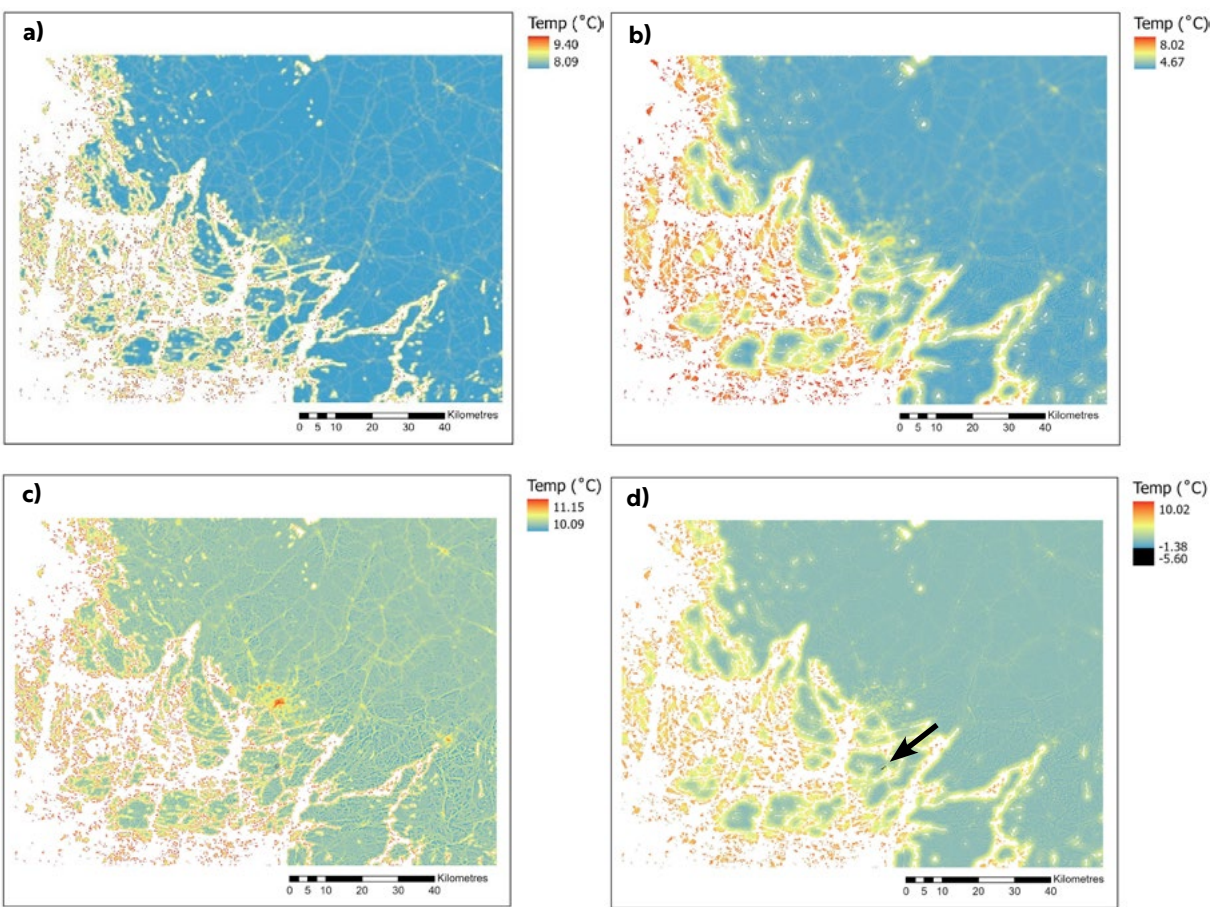 a)
Temp (°C)
9.40
8.09
Kilometres
0 5 10 20 30 40
b)
Temp (°C)
8.02
4.67
Kilometres
0 5 10 20 30 40
c)
Temp (°C)
11.15
10.09
Kilometres
0 5 10 20 30 40
d)
Temp (°C)
10.02
-1.38
-5.60
Kilometres
0 5 10 20 30 40